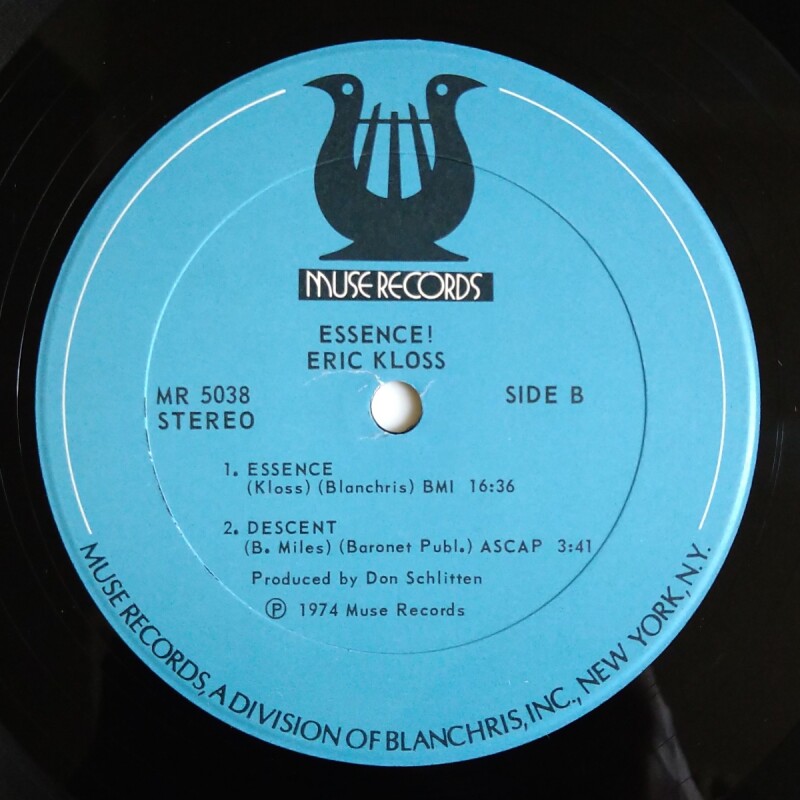 MUSE RECORDS
ESSENCE!
ERIC KLOSS
MR 5038
STEREO
SIDE B
1. ESSENCE
(Kloss) (Blanchris) BMI 16:36
2. DESCENT
(B. Miles) (Baronet Publ.) ASCAP 3:41
Produced by Don Schlitten
Ⓟ 1974 Muse Records
MUSE RECORDS, A DIVISION OF BLANCHRIS, INC., NEW YORK, N.Y.